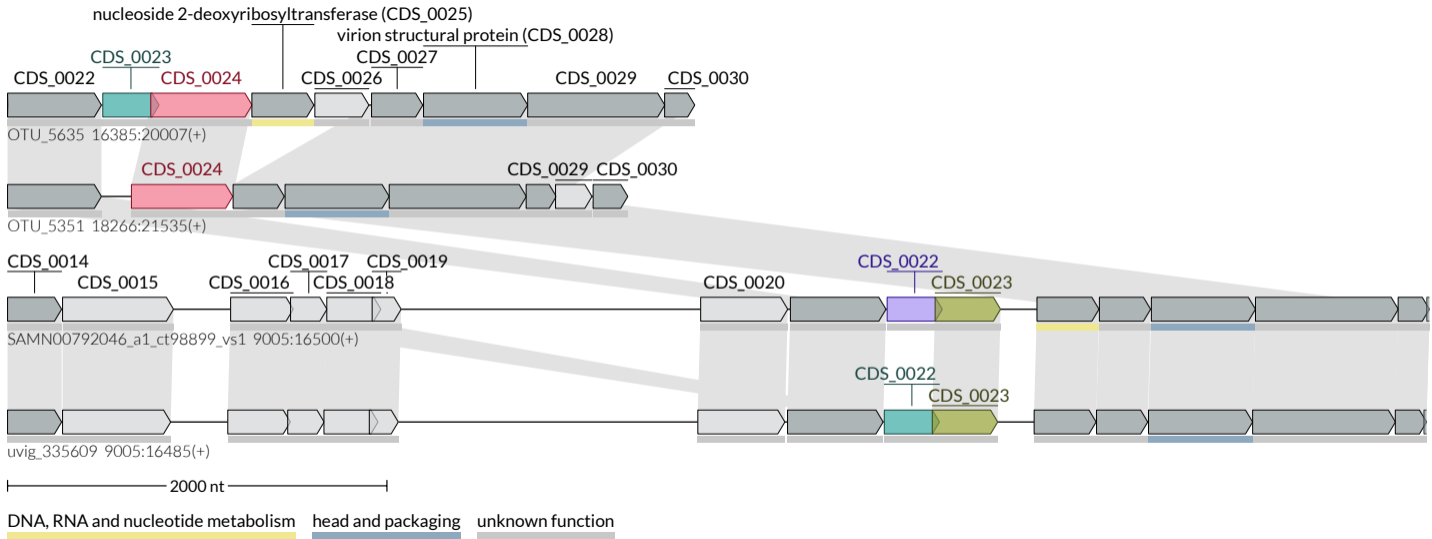 nucleoside 2-deoxyribosyltransferase (CDS_0025)
virion structural protein (CDS_0028)
CDS_0023 CDS_0027
CDS_0022 CDS_0024 CDS_0026 CDS_0029 CDS_0030
OTU_5635 16385:20007(+)
CDS_0024 CDS_0029 CDS_0030
OTU_5351 18266:21535(+)
CDS_0014 CDS_0017 CDS_0019 CDS_0022
CDS_0015 CDS_0016 CDS_0018 CDS_0020 CDS_0023
SAMN00792046_a1_ct98899_vs1 9005:16500(+)
CDS_0022
CDS_0023
uvig_335609 9005:16485(+)
2000 nt
DNA, RNA and nucleotide metabolism head and packaging unknown function